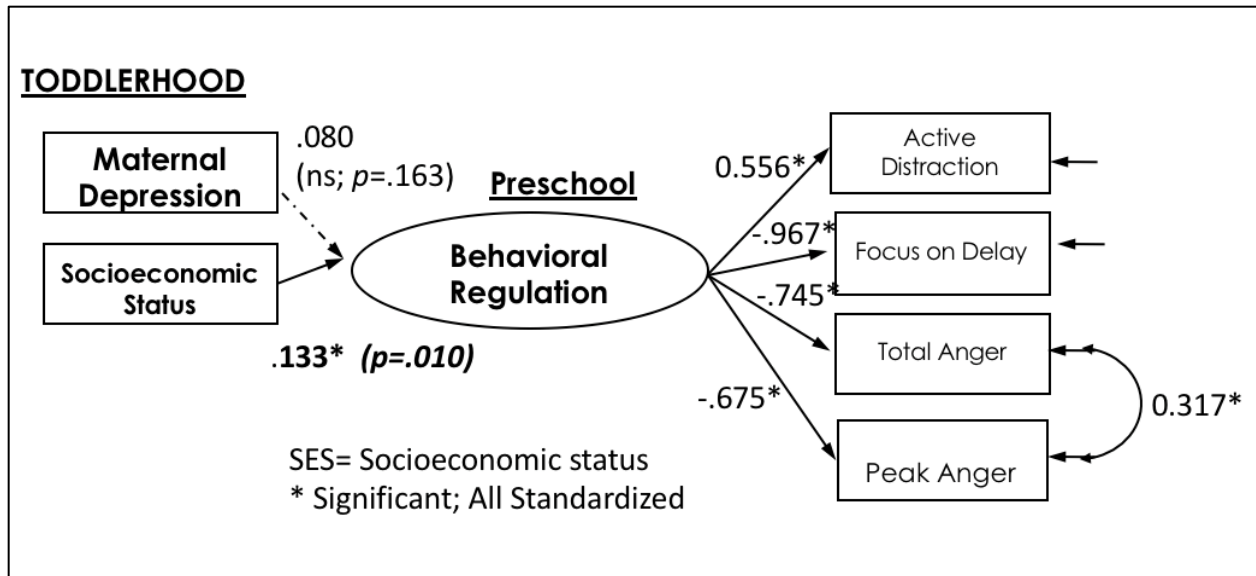 TODDLERHOOD
Maternal
Depression
.080
(ns; p=.163)
Socioeconomic
Status
.133* (p=.010)
Preschool
Behavioral
Regulation
0.556*
-.967*
-.745*
-.675*
Active
Distraction
Focus on Delay
Total Anger
Peak Anger
0.317*
SES= Socioeconomic status
* Significant; All Standardized